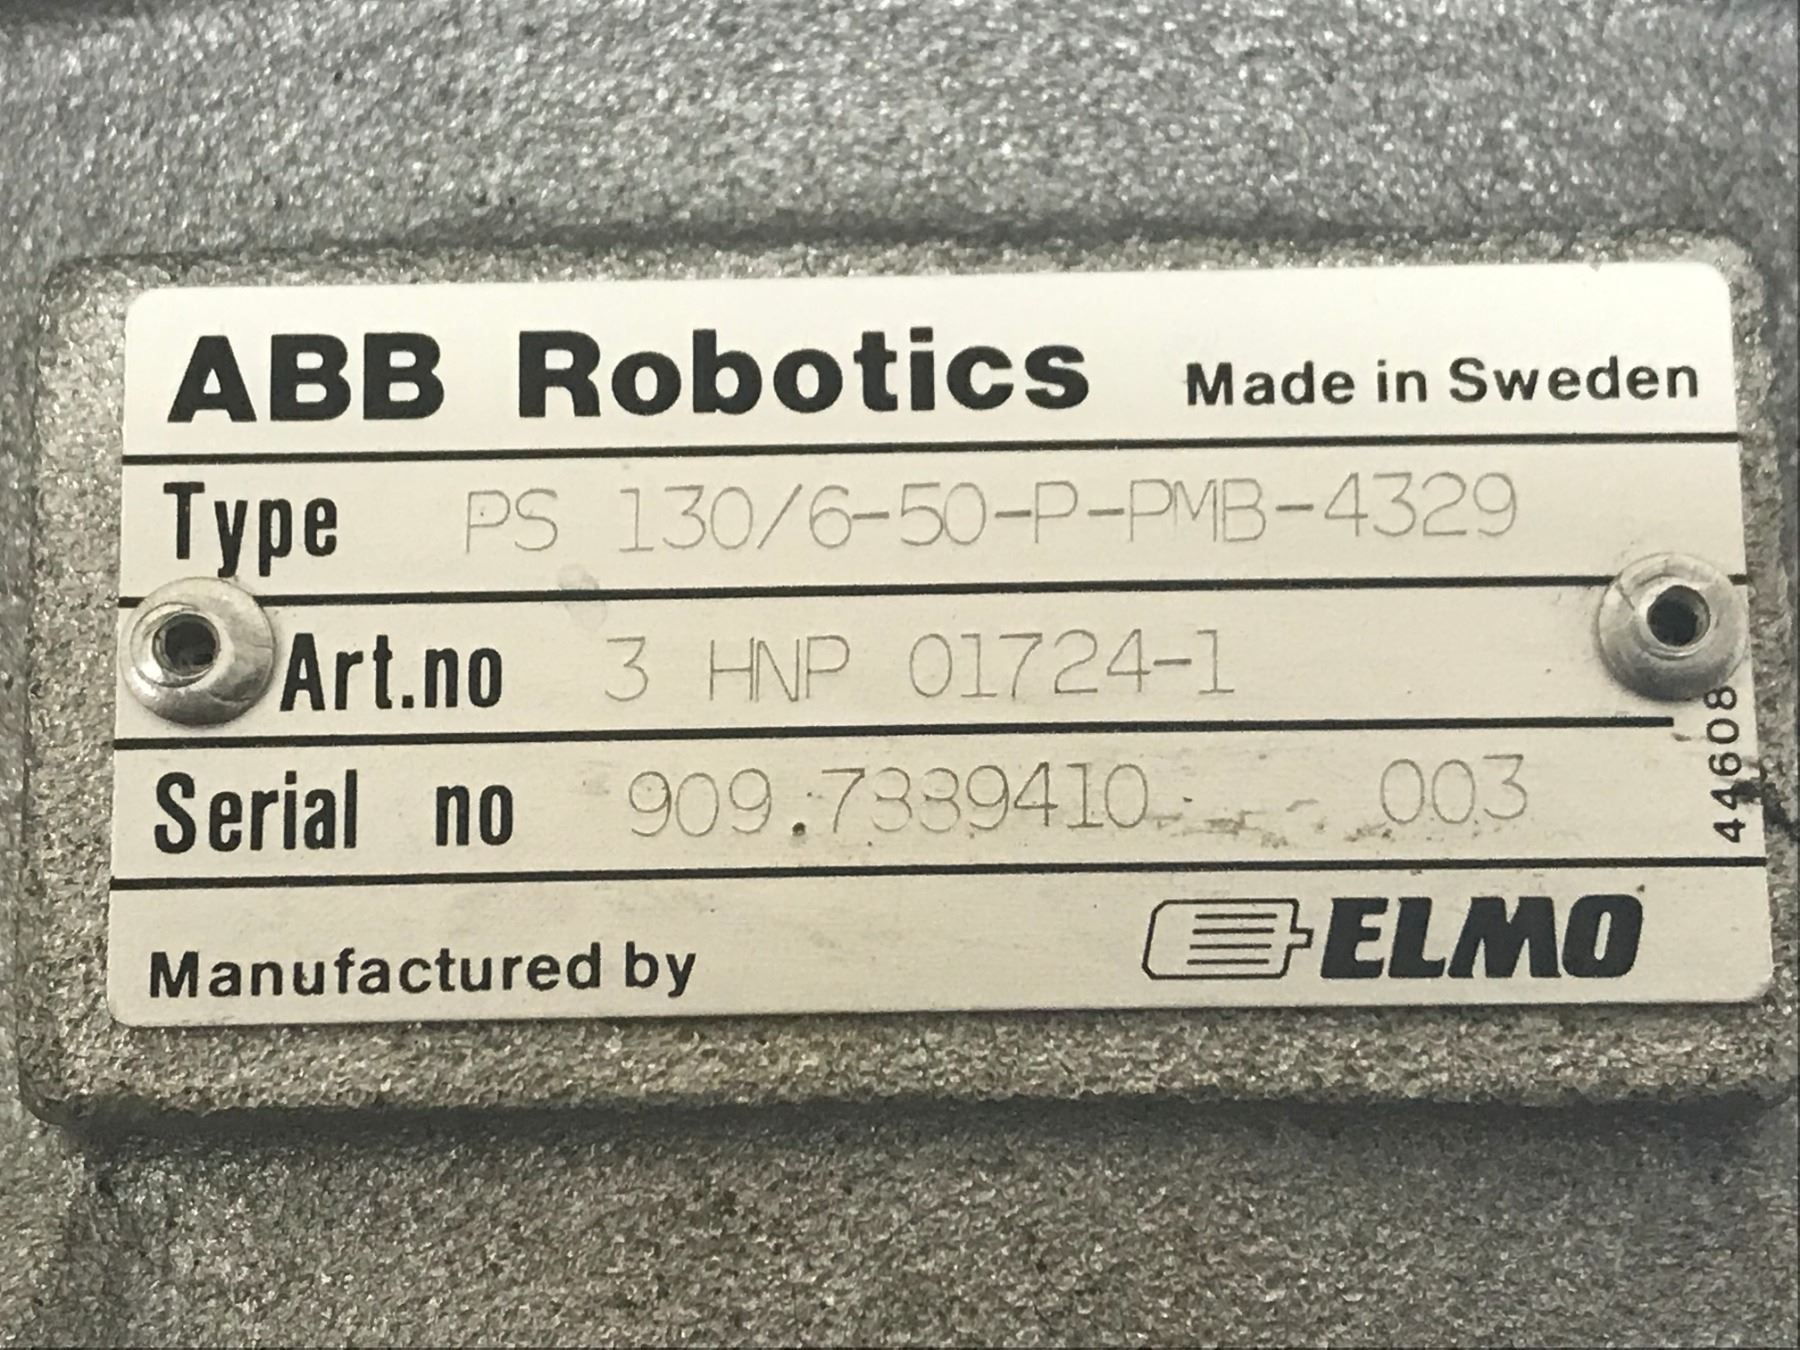 ABB Robotics Made in Sweden
Type PS 130/6-50-P-PMB-4329
Art.no 3 HNP 01724-1
Serial no 909.7339410 003
44608
Manufactured by ELMO